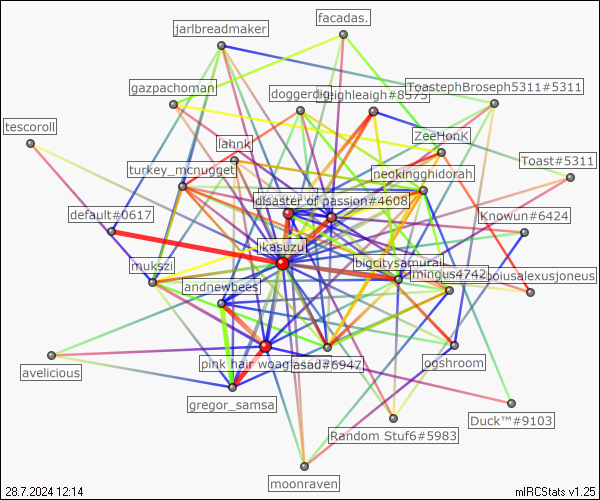 facadas.
jarlbreadmaker
gazpachoman
doggerdig
eighleaigh#8573
ToastephBroseph5311#5311
tescoroll
lahnk
ZeeHonK
turkey_mcnugget
neokingghidorah
Toast#5311
disaster of passion#4608
default#0617
Knowun#6424
ikasuzu
mukszi
bigcitysamurai
mingus4742
boiusalexusjoneus
andnewbees
pink hair woag
asad#6947
ogshroom
avelicious
gregor_samsa
Duck™#9103
Random Stuf6#5983
moonraven
28.7.2024 12:14
mIRCStats v1.25